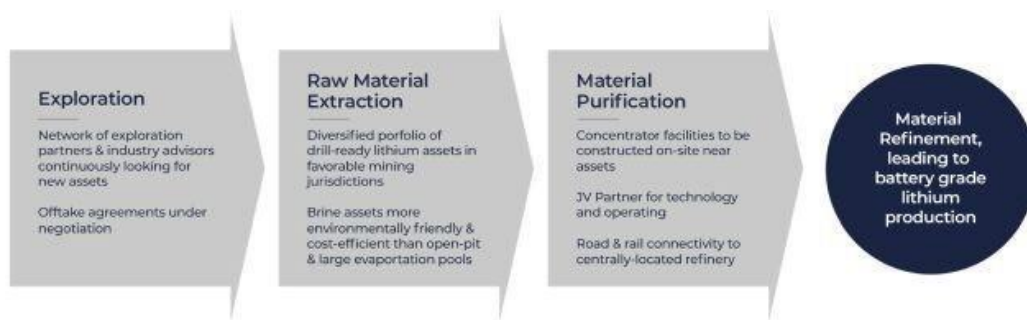 Exploration
Network of exploration
partners & industry advisors
continuously looking for
new assets
Offtake agreements under
negotiation
Raw Material
Extraction
Diversified porfolio of
drill-ready lithium assets in
favorable mining
jurisdictions
Brine assets more
environmentally friendly &
cost-efficient than open-pit
& large evaportation pools
Material
Purification
Concentrator facilities to be
constructed on-site near
assets
JV Partner for technology
and operating
Road & rail connectivity to
centrally-located refinery
Material
Refinement,
leading to
battery grade
lithium
production